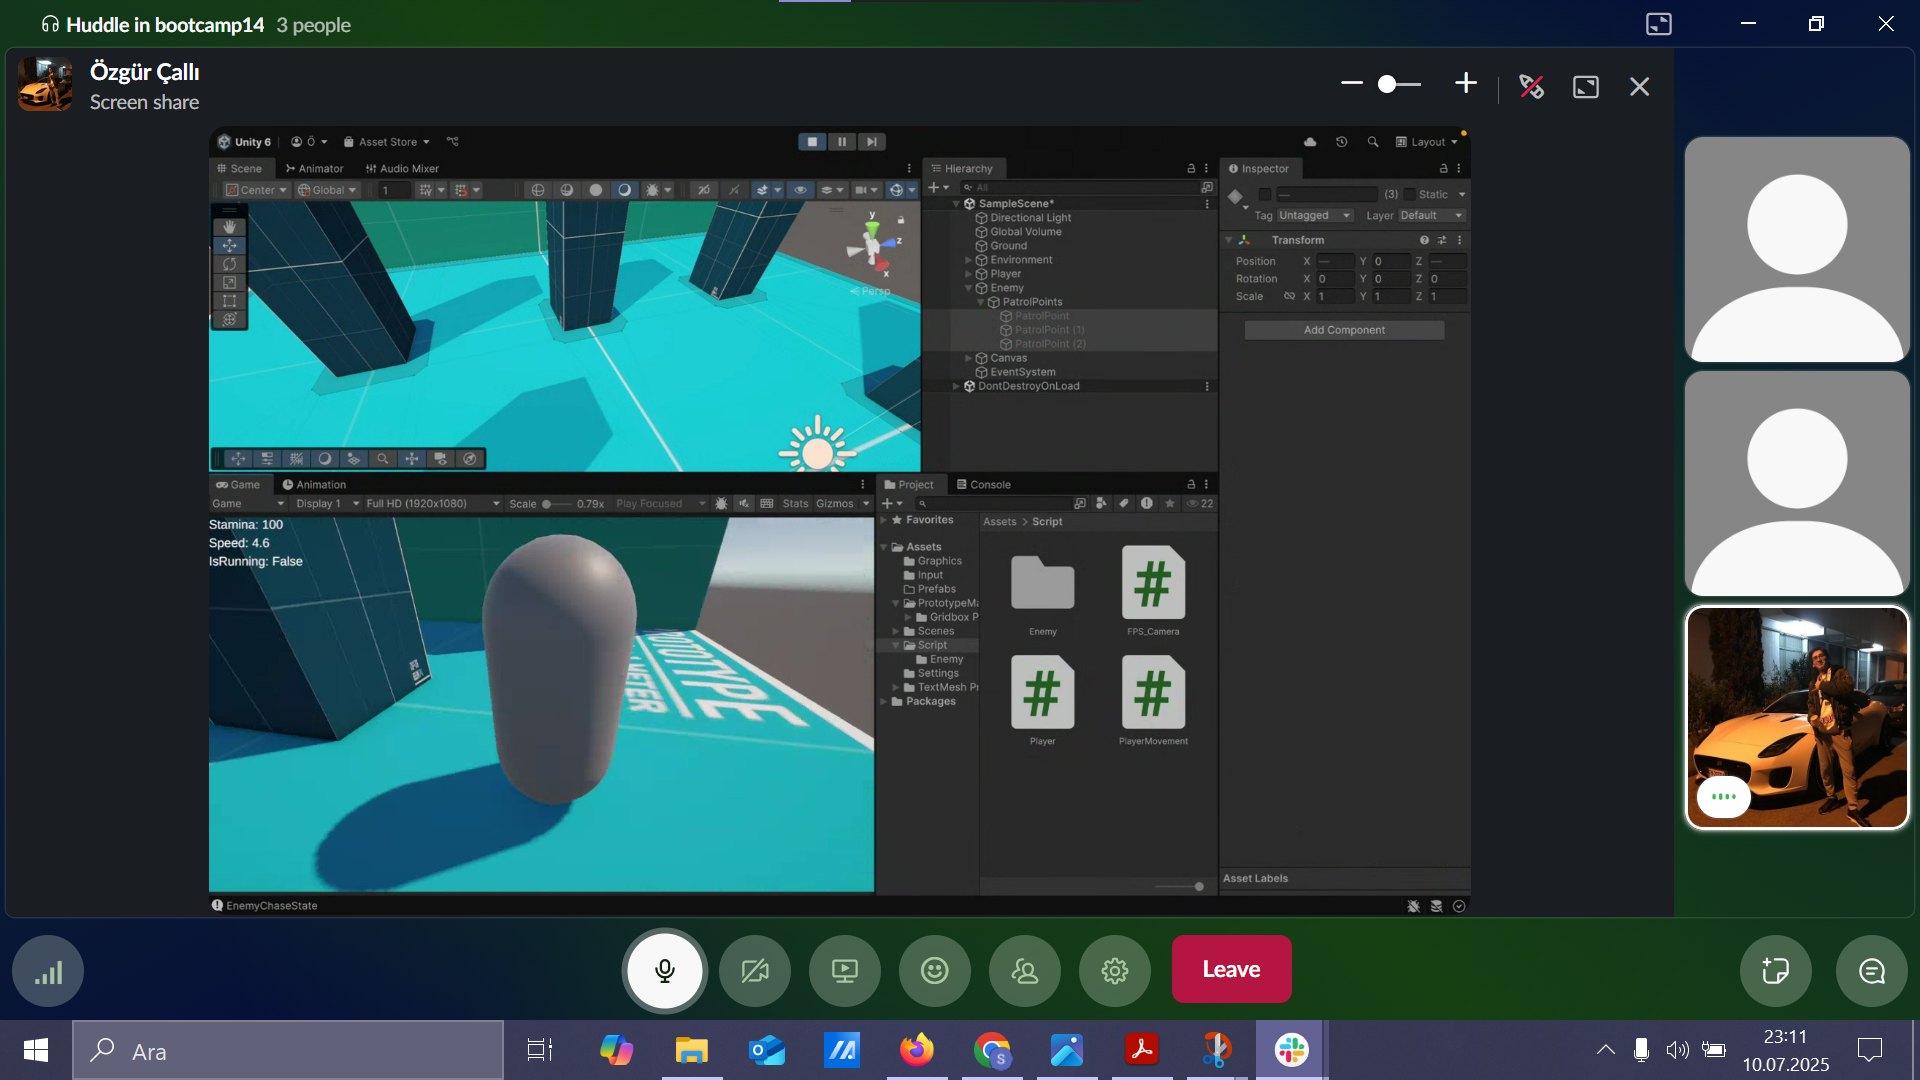 Huddle in bootcamp14 3 people
Özgür Çallı
Screen share
Unity 6 Ö Asset Store Layout
Scene Animator Audio Mixer
Center Global 1
y
z
x
Persp
Hierarchy
All
SampleScene*
Directional Light
Global Volume
Ground
Environment
Player
Enemy
PatrolPoints
PatrolPoint
PatrolPoint (1)
PatrolPoint (2)
Canvas
EventSystem
DontDestroyOnLoad
Inspector
— (3) Static
Tag Untagged Layer Default
Transform
Position X — Y 0 Z —
Rotation X 0 Y 0 Z 0
Scale X 1 Y 1 Z 1
Add Component
Asset Labels
Game Animation
Game Display 1 Full HD (1920x1080) Scale 0.79x Play Focused Stats Gizmos
Stamina: 100
Speed: 4.6
IsRunning: False
PROTOTYPE
METER
Project Console
22
Favorites
Assets
Graphics
Input
Prefabs
PrototypeMa
Gridbox P
Scenes
Script
Enemy
Settings
TextMesh Pr
Packages
Assets > Script
Enemy
FPS_Camera
Player
PlayerMovement
EnemyChaseState
Leave
Ara
S
23:11
10.07.2025